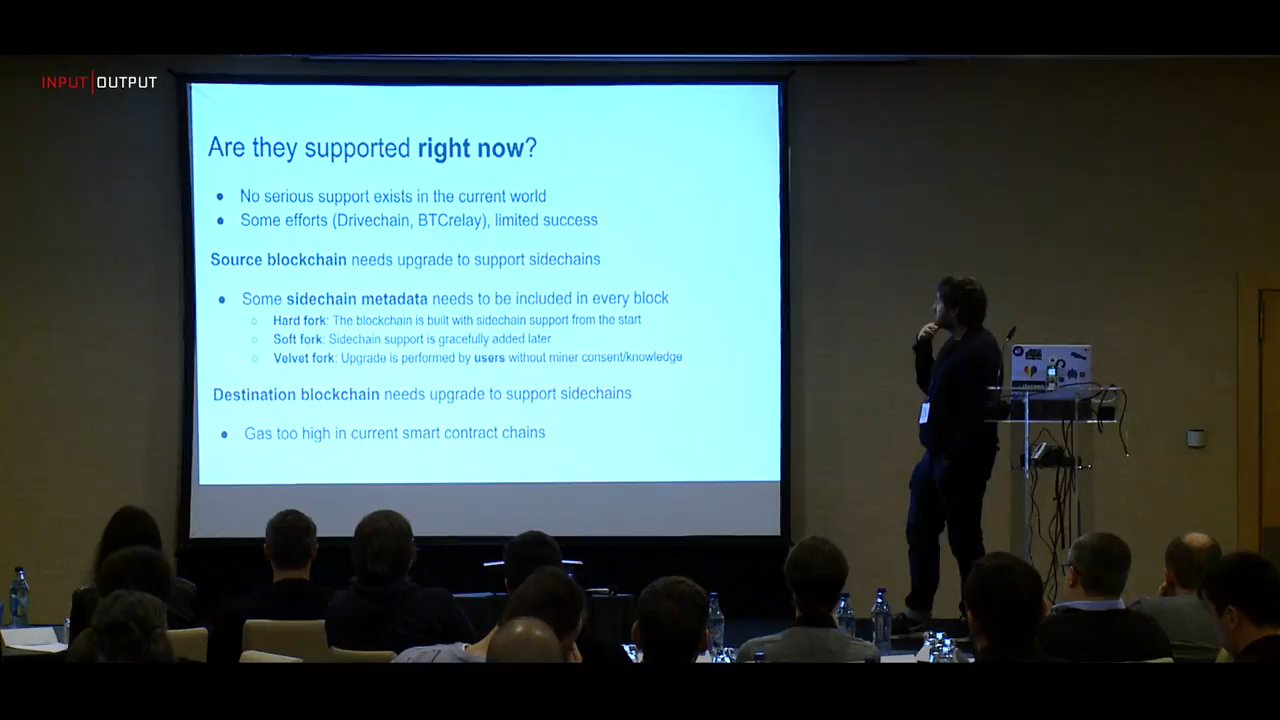 INPUT|OUTPUT
Are they supported right now?
● No serious support exists in the current world
● Some efforts (Drivechain, BTCrelay), limited success
Source blockchain needs upgrade to support sidechains
● Some sidechain metadata needs to be included in every block
○ Hard fork: The blockchain is built with sidechain support from the start
○ Soft fork: Sidechain support is gracefully added later
○ Velvet fork: Upgrade is performed by users without miner consent/knowledge
Destination blockchain needs upgrade to support sidechains
● Gas too high in current smart contract chains